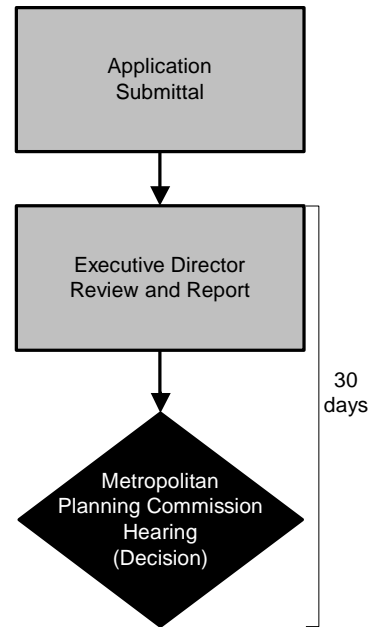 Application
Submittal
Executive Director
Review and Report
30
days
Metropolitan
Planning Commission
Hearing
(Decision)